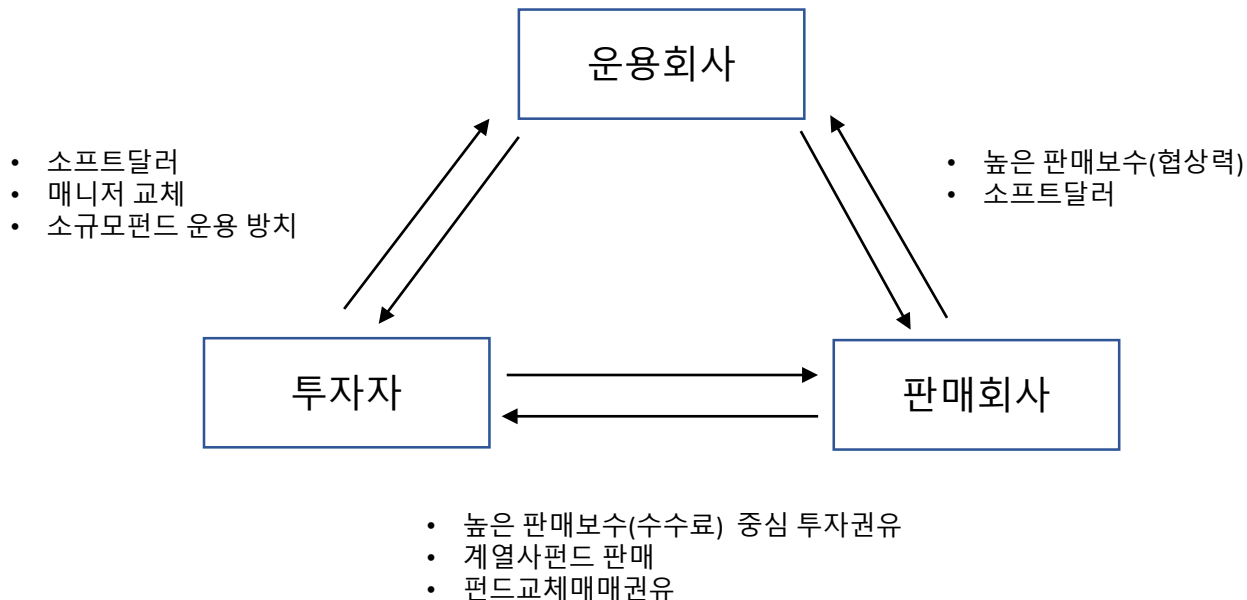 운용회사
• 소프트달러
• 매니저 교체
• 소규모펀드 운용 방치
• 높은 판매보수(협상력)
• 소프트달러
투자자
판매회사
• 높은 판매보수(수수료) 중심 투자권유
• 계열사펀드 판매
• 펀드교체매매권유